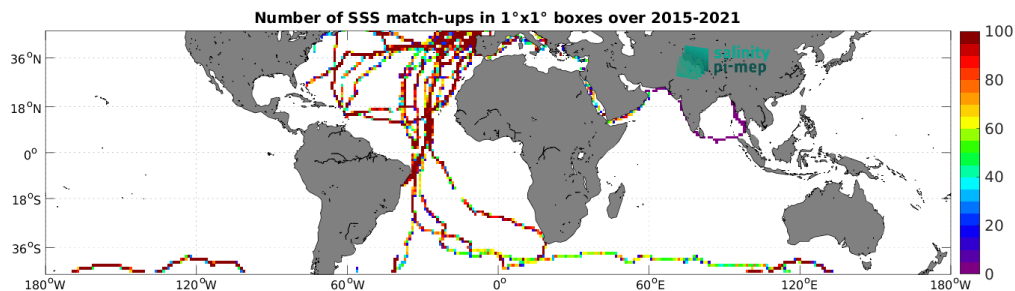 Number of SSS match-ups in 1°x1° boxes over 2015-2021
salinity
pi-mep
36°N
18°N
0°
18°S
36°S
180°W
120°W
60°W
0°
60°E
120°E
180°W
100
80
60
40
20
0